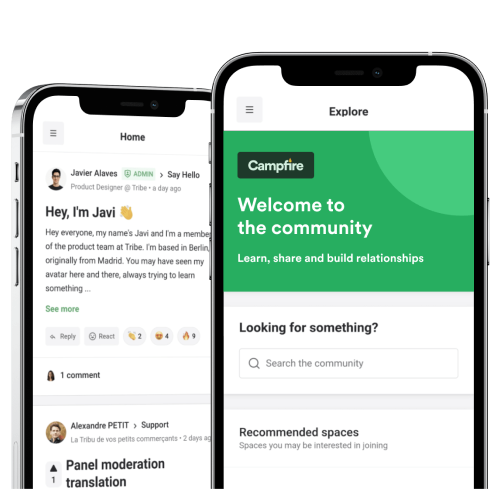 Home
Javier Alaves ADMIN > Say Hello
Product Designer @ Tribe • a day ago
Hey, I'm Javi 👋
Hey everyone, my name's Javi and I'm a member
of the product team at Tribe. I'm based in Berlin,
originally from Madrid. You may have seen my
avatar here and there, always trying to learn
something ...
See more
Reply React 👋 2 😍 4 🔥 9
1 comment
Alexandre PETIT > Support
La Tribu de vos petits commerçants • 2 days ag
Panel moderation
1 translation
Explore
Campfire
Welcome to
the community
Learn, share and build relationships
Looking for something?
Search the community
Recommended spaces
Spaces you may be interested in joining